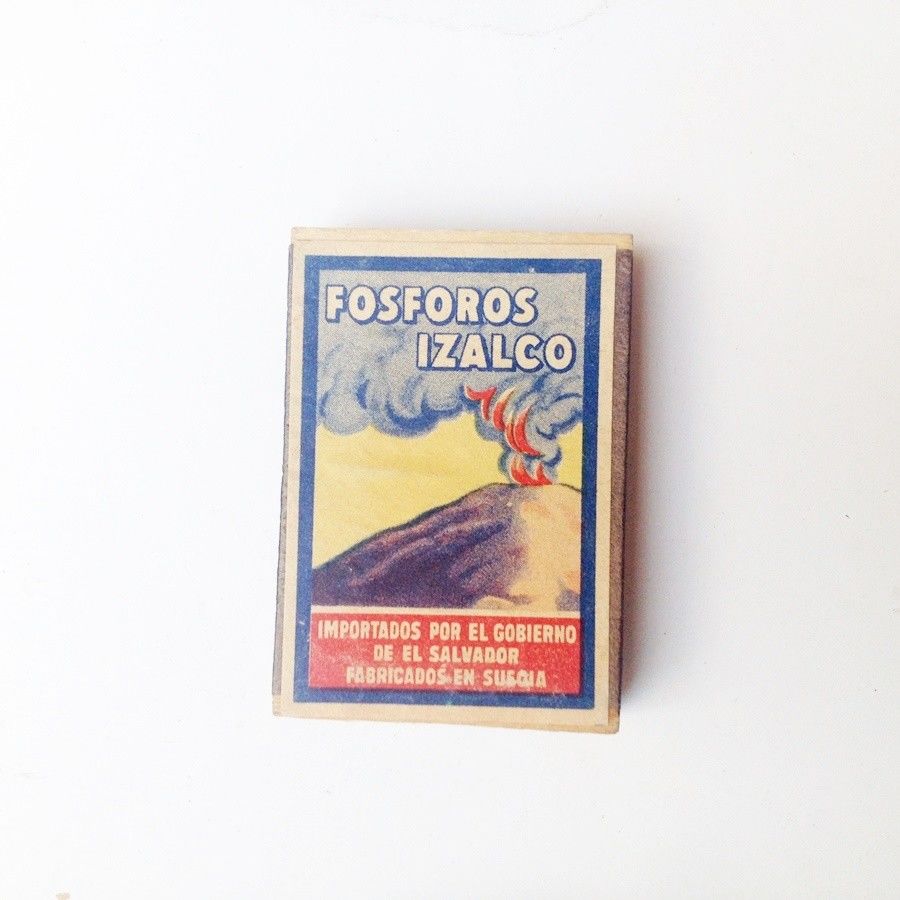 FOSFOROS
IZALCO
IMPORTADOS POR EL GOBIERNO
DE EL SALVADOR
FABRICADOS EN SUECIA